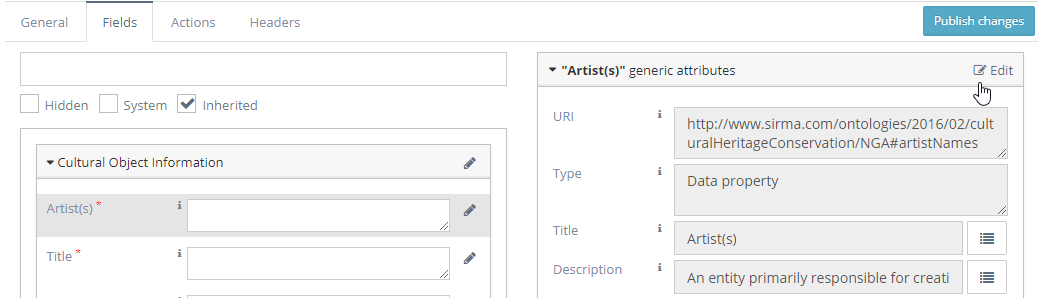 General Fields Actions Headers Publish changes
"Artist(s)" generic attributes Edit
Hidden System Inherited
URI http://www.sirma.com/ontologies/2016/02/cult
uralHeritageConservation/NGA#artistNames
Cultural Object Information
Type Data property
Artist(s) *
Title Artist(s)
Title *
Description An entity primarily responsible for creati